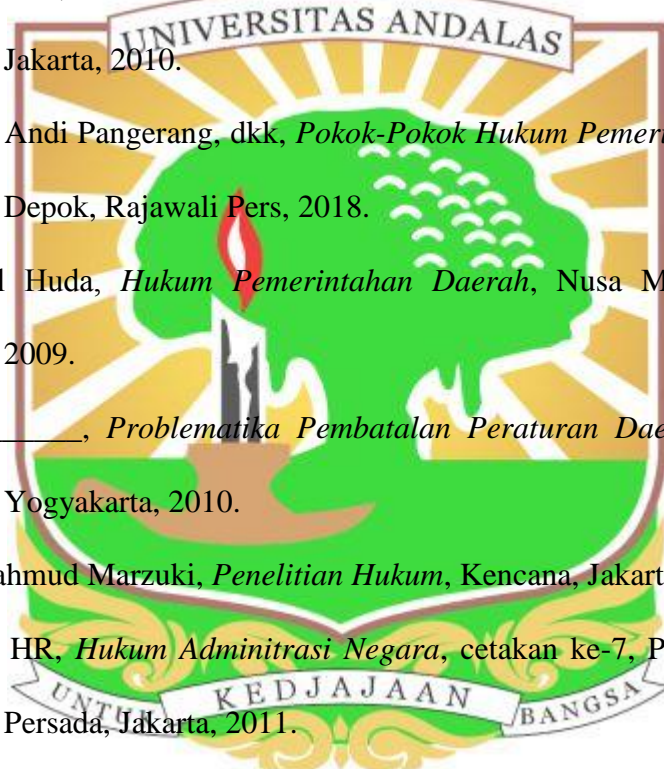 UNIVERSITAS ANDALAS
Jakarta, 2010.
Andi Pangerang, dkk, Pokok-Pokok Hukum Pemeri
Depok, Rajawali Pers, 2018.
l Huda, Hukum Pemerintahan Daerah, Nusa M
2009.
______, Problematika Pembatalan Peraturan Dae
Yogyakarta, 2010.
ahmud Marzuki, Penelitian Hukum, Kencana, Jakart
HR, Hukum Adminitrasi Negara, cetakan ke-7, P
UNTUK KEDJAJAAN BANGSA
Persada, Jakarta, 2011.